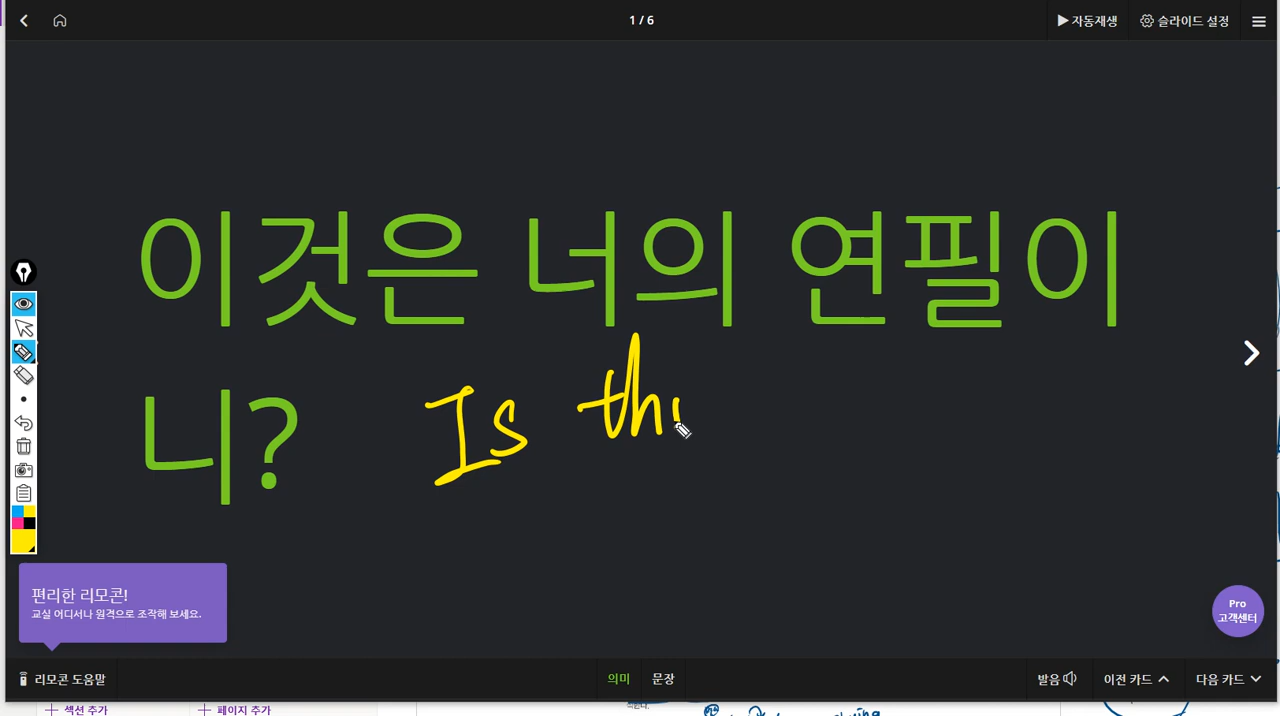 1 / 6
▶자동재생
슬라이드 설정
이것은 너의 연필이
니?
Is thi
편리한 리모콘!
교실 어디서나 원격으로 조작해 보세요.
Pro
고객센터
리모콘 도움말
의미
문장
발음
이전 카드
다음 카드
섹션 추가
페이지 추가